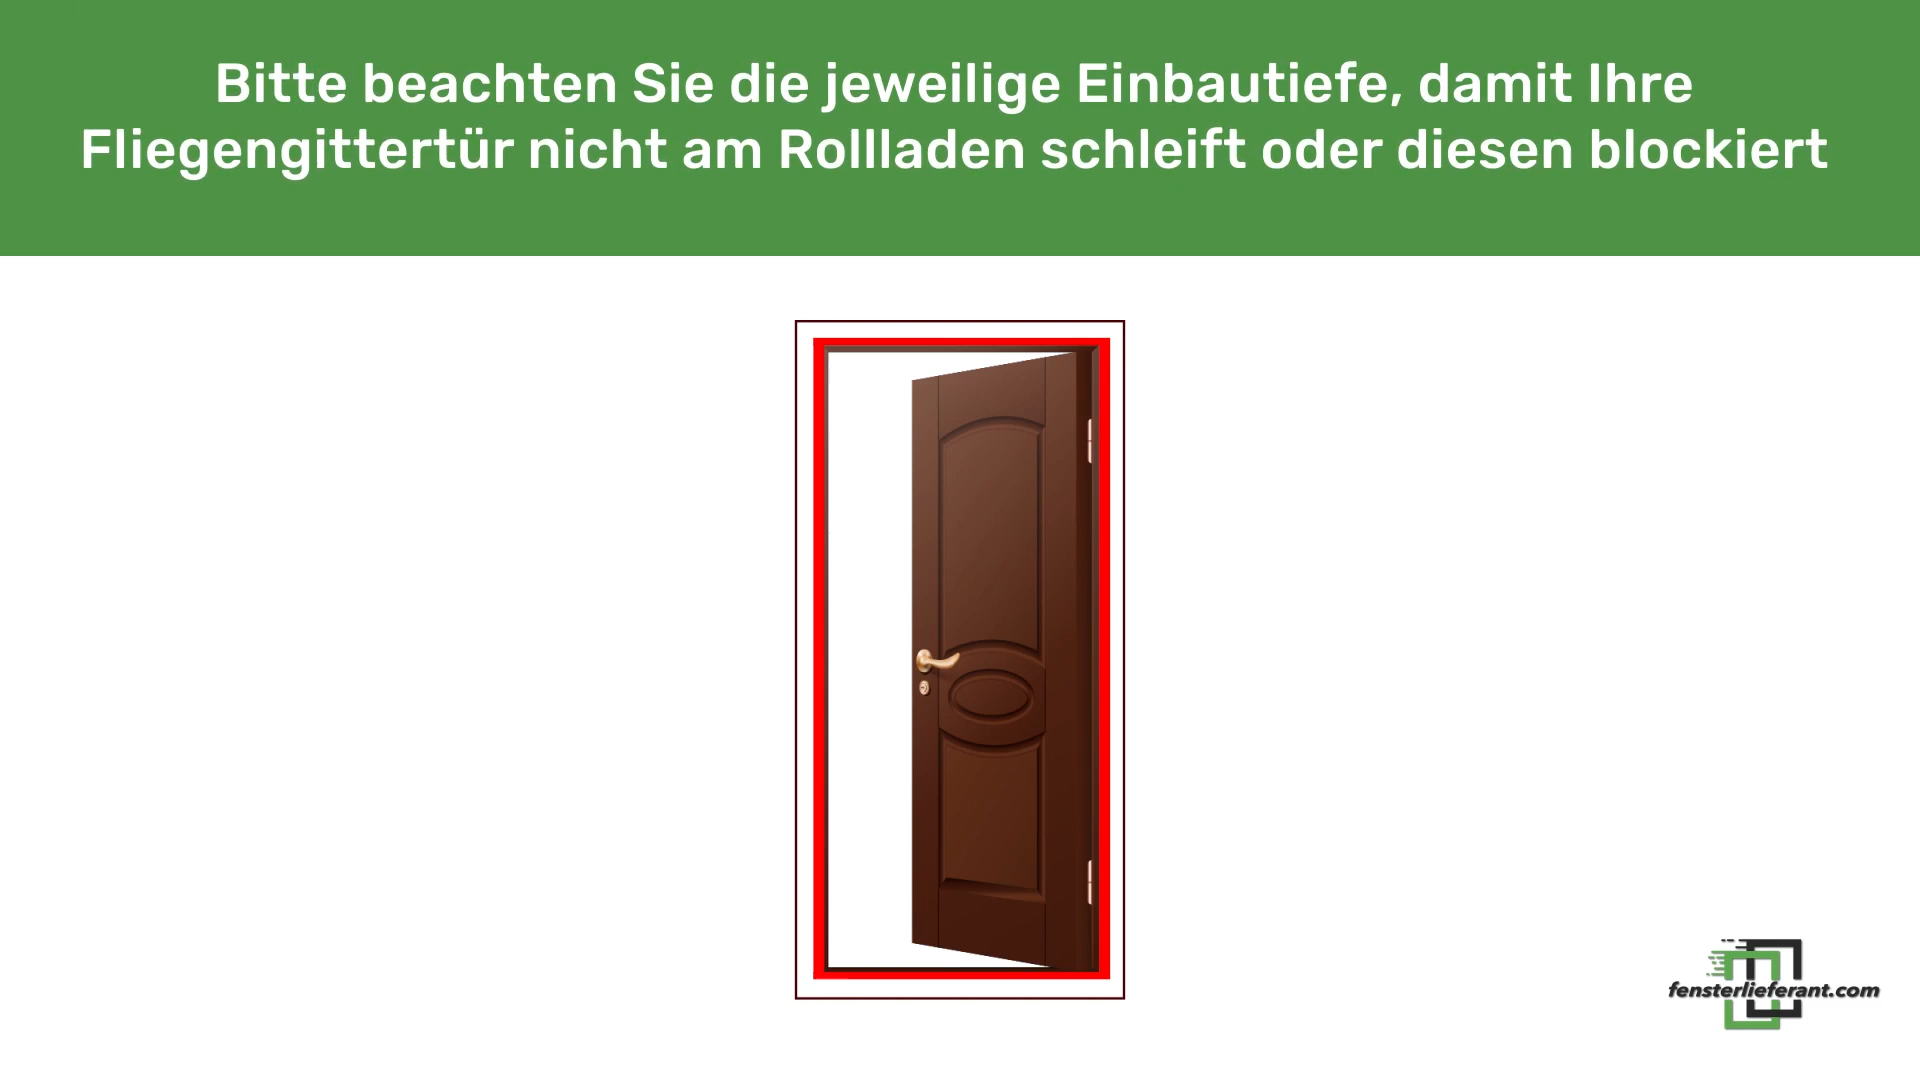 Bitte beachten Sie die jeweilige Einbautiefe, damit Ihre
Fliegengittertür nicht am Rollladen schleift oder diesen blockiert
fensterlieferant.com